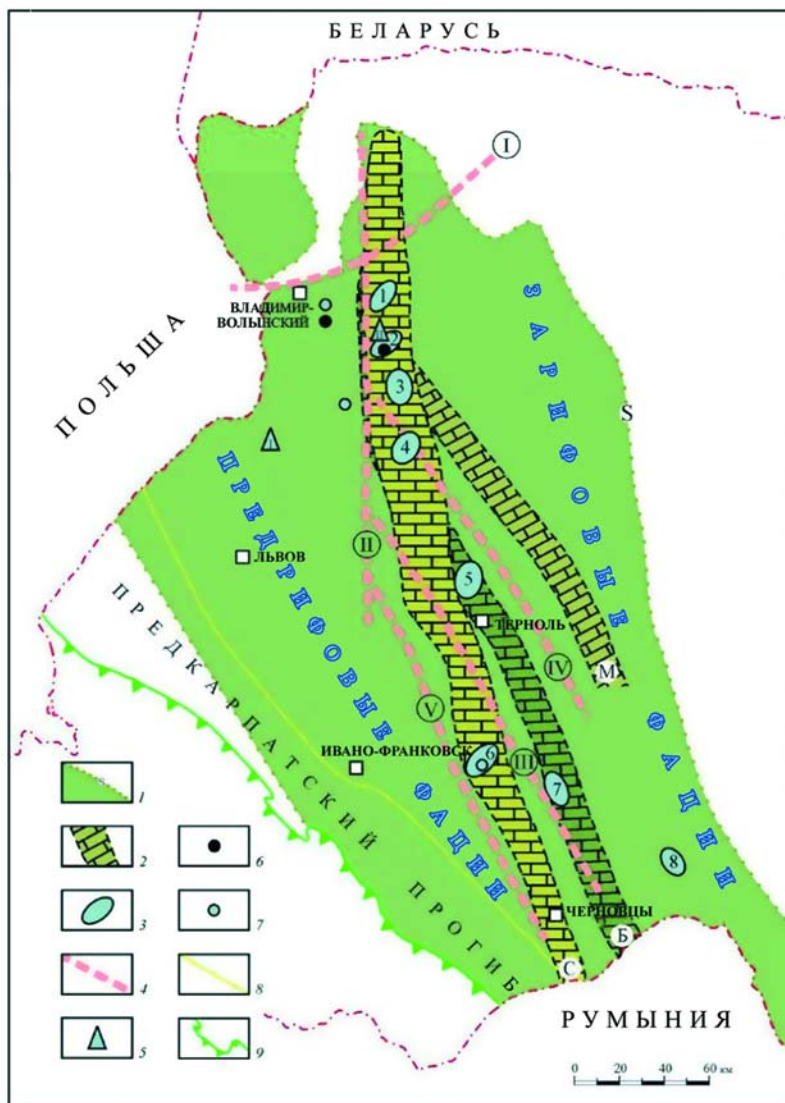 БЕЛАРУСЬ
I
ПОЛЬША
ВЛАДИМИР-
ВОЛЫНСКИЙ
1
2
3
4
ЗАРИФОВЫЕ ФАЦИИ
S
ПРЕДРИФОВЫЕ ФАЦИИ
II
ЛЬВОВ
5
ТЕРНОЛЬ
IV
М
ПРЕДКАРПАТСКИЙ ПРОГИБ
V
ИВАНО-ФРАНКОВСК
6
III
7
8
ЧЕРНОВЦЫ
Б
С
РУМЫНИЯ
1
2
6
3
7
4
8
5
9
0 20 40 60 км